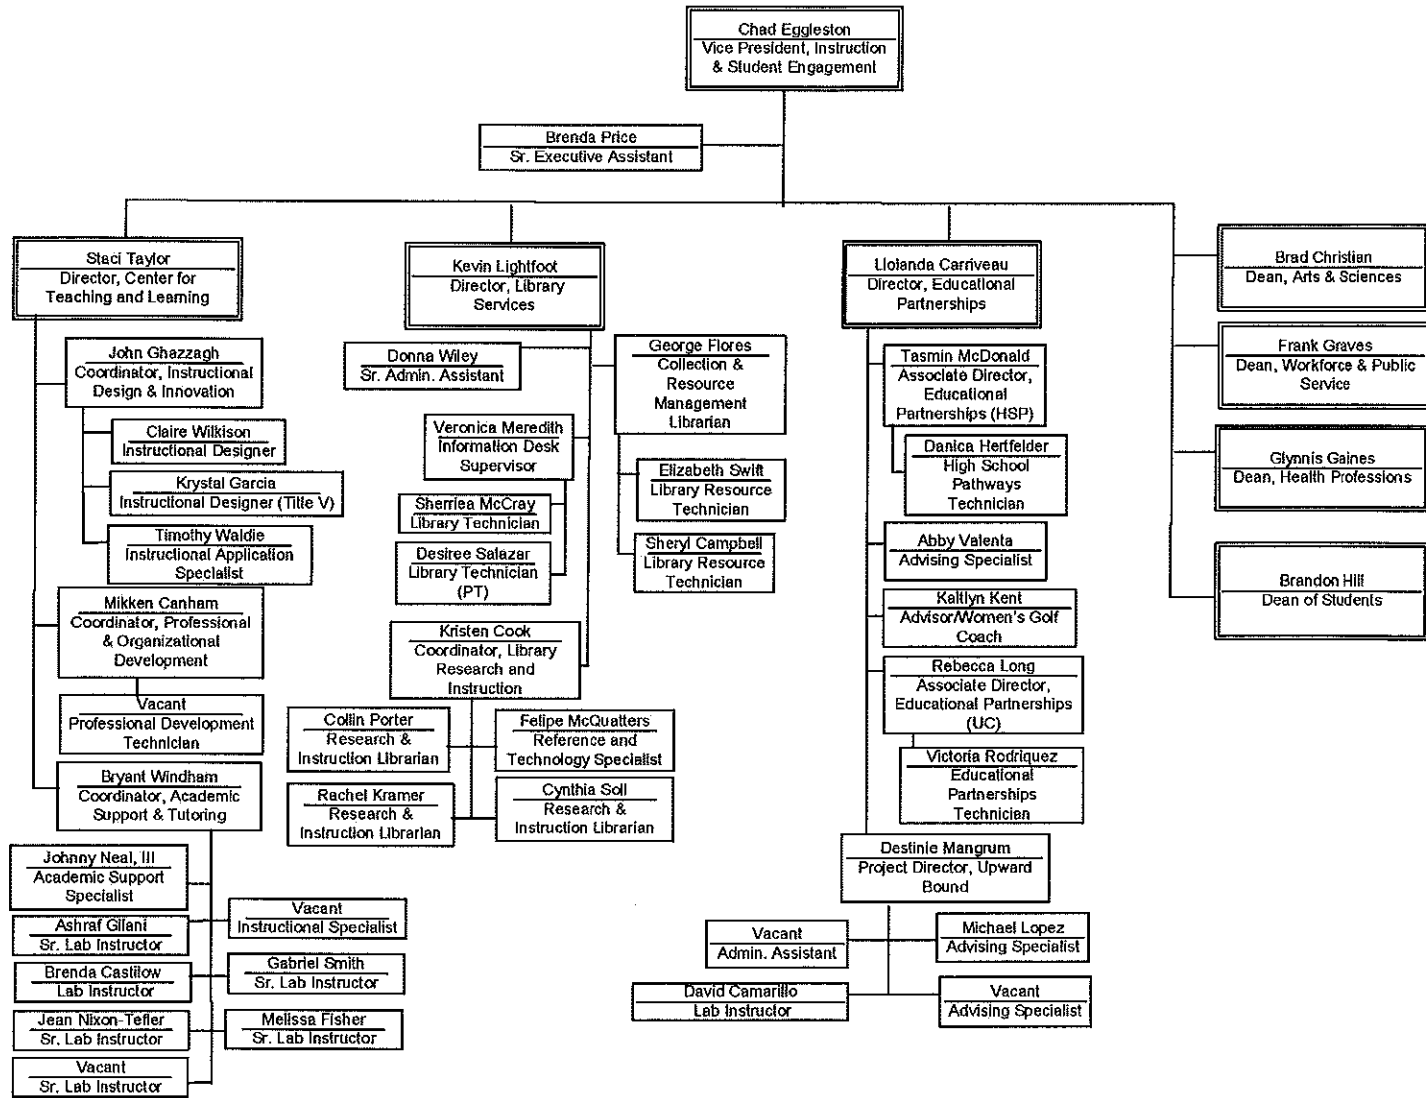 Chad Eggleston
Vice President, Instruction
& Student Engagement
Brenda Price
Sr. Executive Assistant
Staci Taylor
Director, Center for
Teaching and Learning
John Ghazzagh
Coordinator, Instructional
Design & Innovation
Claire Wilkison
Instructional Designer
Krystal Garcia
Instructional Designer (Title V)
Timothy Waldie
Instructional Application
Specialist
Mikken Canham
Coordinator, Professional
& Organizational
Development
Vacant
Professional Development
Technician
Bryant Windham
Coordinator, Academic
Support & Tutoring
Johnny Neal, III
Academic Support
Specialist
Vacant
Instructional Specialist
Ashraf Gilani
Sr. Lab Instructor
Brenda Castilow
Lab Instructor
Gabriel Smith
Sr. Lab Instructor
Jean Nixon-Tefler
Sr. Lab Instructor
Melissa Fisher
Sr. Lab Instructor
Vacant
Sr. Lab Instructor
Kevin Lightfoot
Director, Library
Services
Donna Wiley
Sr. Admin. Assistant
George Flores
Collection &
Resource
Management
Librarian
Elizabeth Swift
Library Resource
Technician
Sheryl Campbell
Library Resource
Technician
Veronica Meredith
Information Desk
Supervisor
Sherriea McCray
Library Technician
Desiree Salazar
Library Technician
(PT)
Kristen Cook
Coordinator, Library
Research and
Instruction
Collin Porter
Research &
Instruction Librarian
Felipe McQuatters
Reference and
Technology Specialist
Rachel Kramer
Research &
Instruction Librarian
Cynthia Soll
Research &
Instruction Librarian
Llolanda Carriveau
Director, Educational
Partnerships
Tasmin McDonald
Associate Director,
Educational
Partnerships (HSP)
Danica Hertfelder
High School
Pathways
Technician
Abby Valenta
Advising Specialist
Kaitlyn Kent
Advisor/Women's Golf
Coach
Rebecca Long
Associate Director,
Educational Partnerships
(UC)
Victoria Rodriquez
Educational
Partnerships
Technician
Destinie Mangrum
Project Director, Upward
Bound
Vacant
Admin. Assistant
Michael Lopez
Advising Specialist
David Camarillo
Lab Instructor
Vacant
Advising Specialist
Brad Christian
Dean, Arts & Sciences
Frank Graves
Dean, Workforce & Public
Service
Glynnis Gaines
Dean, Health Professions
Brandon Hill
Dean of Students